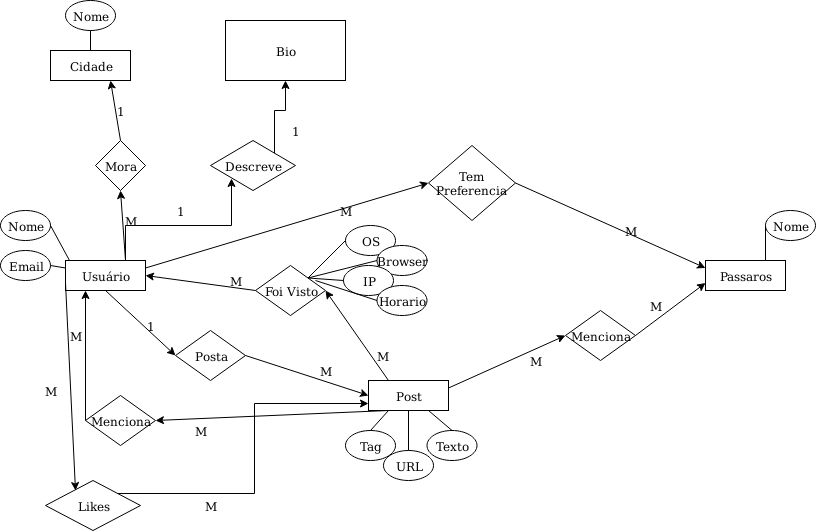 Nome
Cidade
Bio
1
1
Mora
Descreve
Tem
Preferencia
M
1
M
M
Nome
Nome
OS
Browser
Email
Usuário
M
Foi Visto
IP
Horario
Passaros
M
1
M
Posta
M
M
M
Menciona
M
Post
Menciona
M
Tag
Texto
URL
Likes
M